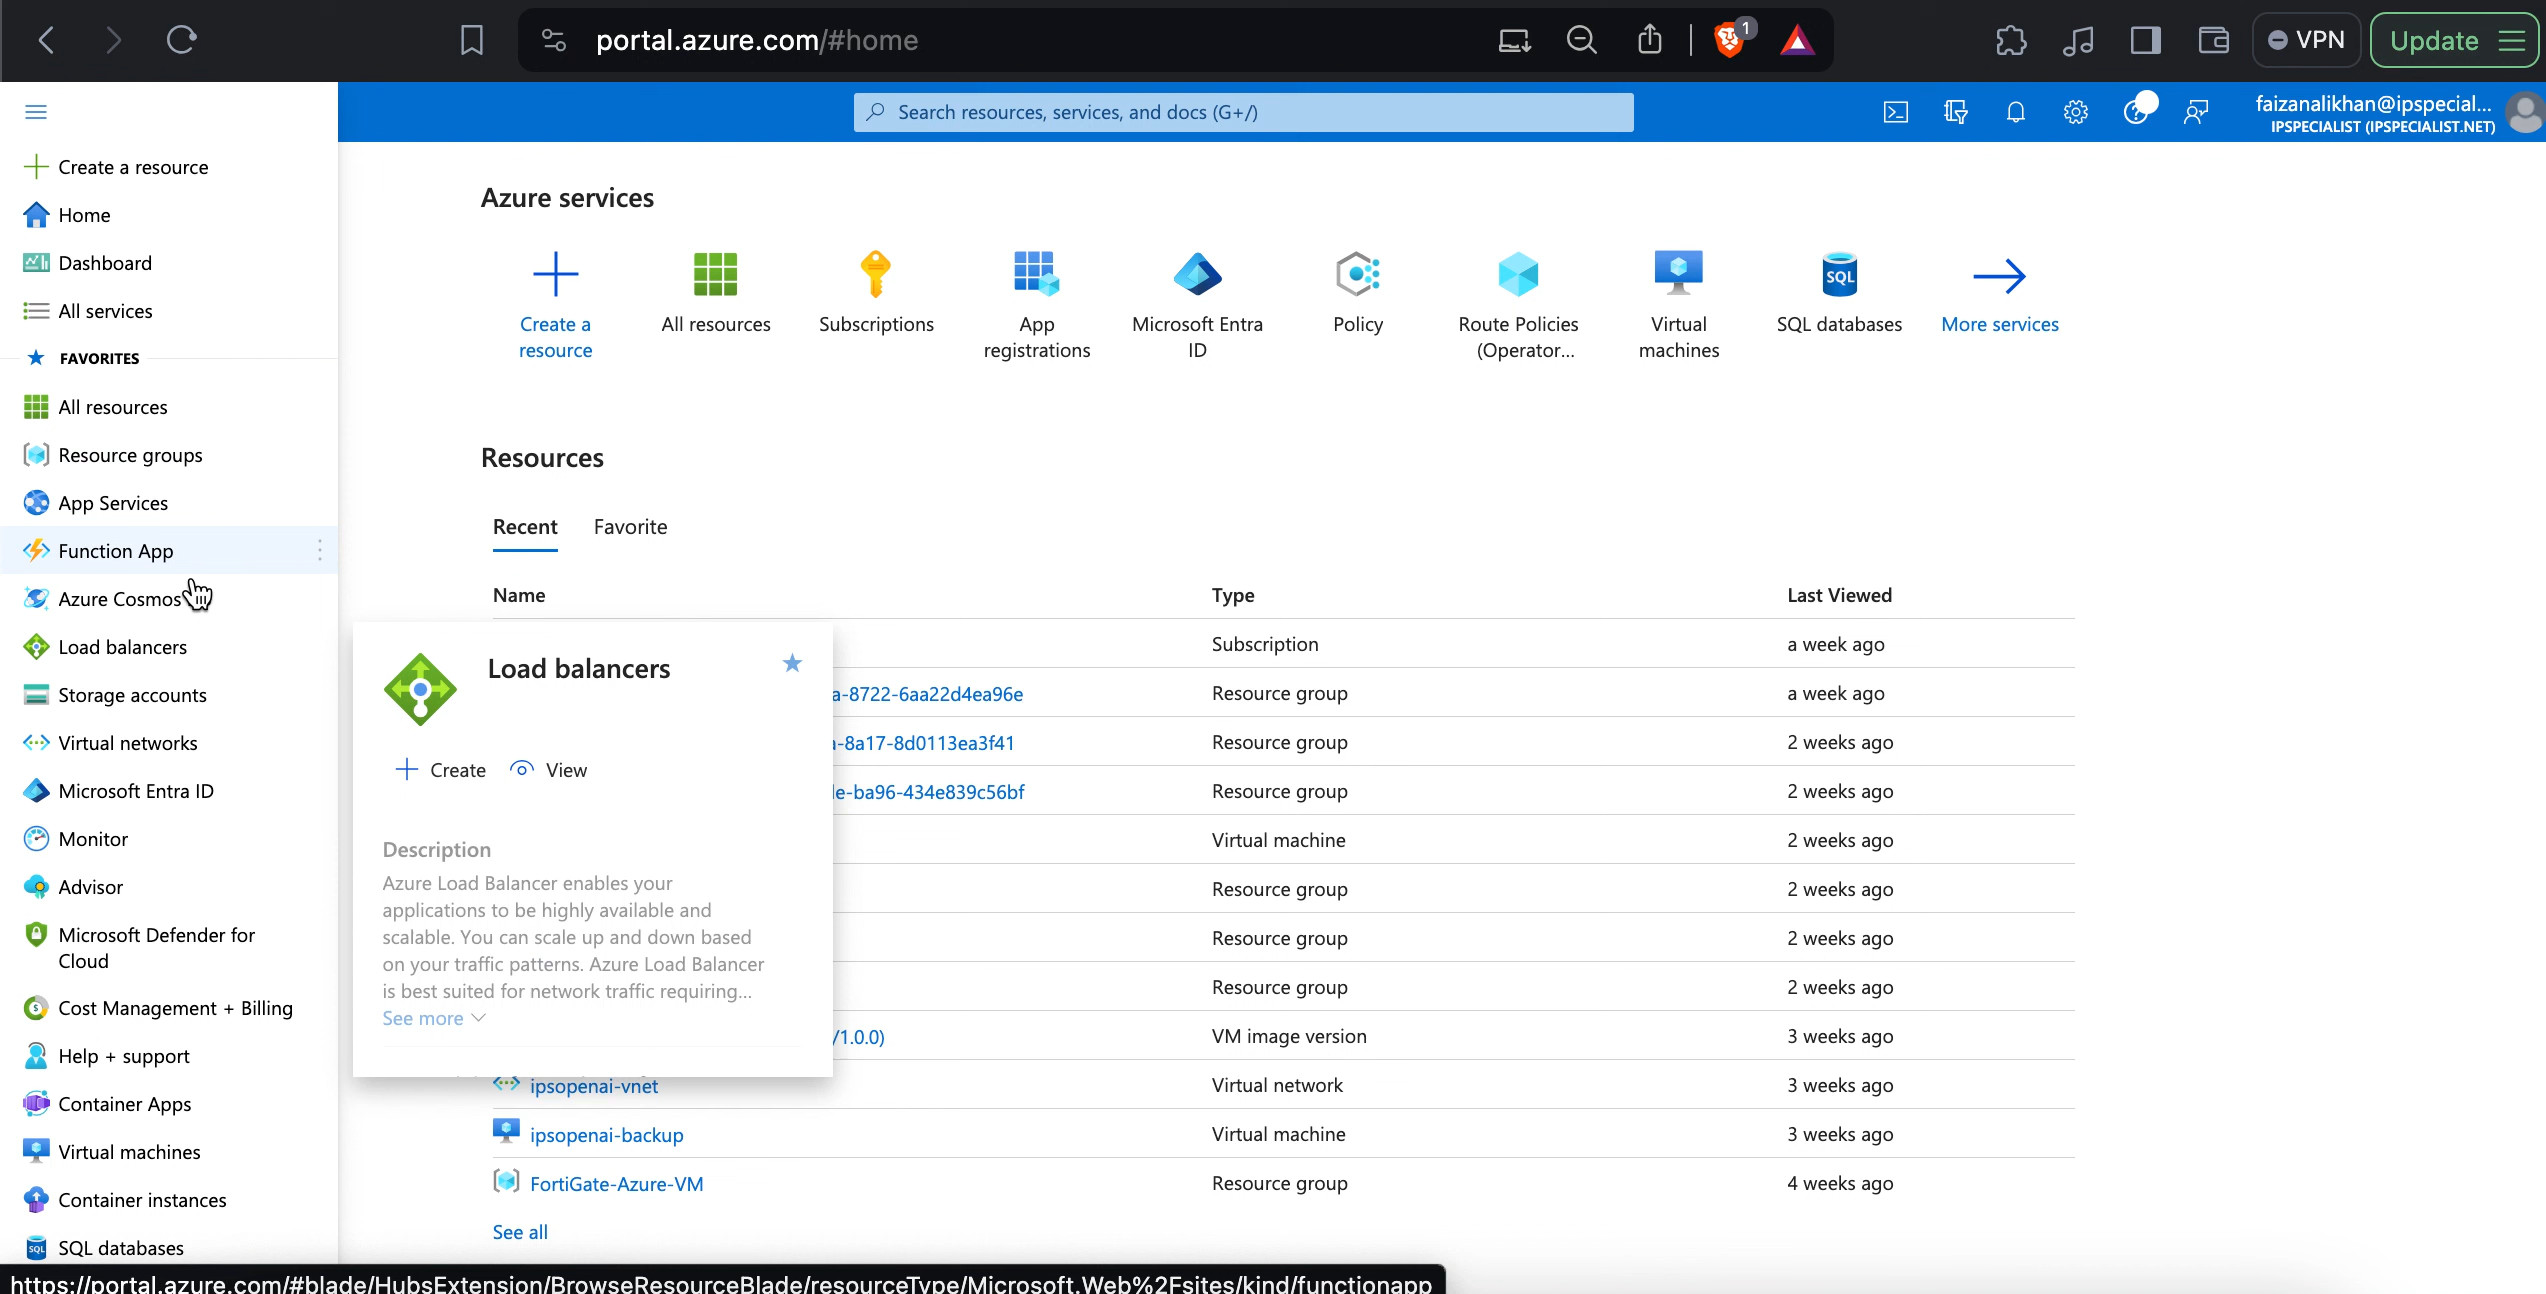 portal.azure.com/#home
1
VPN
Update
Search resources, services, and docs (G+/)
faizanalikhan@ipspecial...
IPSPECIALIST (IPSPECIALIST.NET)
Create a resource
Home
Dashboard
All services
FAVORITES
All resources
Resource groups
App Services
Function App
Azure Cosmos
Load balancers
Storage accounts
Virtual networks
Microsoft Entra ID
Monitor
Advisor
Microsoft Defender for
Cloud
Cost Management + Billing
Help + support
Container Apps
Virtual machines
Container instances
SQL
SQL databases
Azure services
Create a
resource
All resources
Subscriptions
App
registrations
Microsoft Entra
ID
Policy
Route Policies
(Operator...
Virtual
machines
SQL
SQL databases
More services
Resources
Recent Favorite
Name Type Last Viewed
Subscription a week ago
a-8722-6aa22d4ea96e Resource group a week ago
-8a17-8d0113ea3f41 Resource group 2 weeks ago
e-ba96-434e839c56bf Resource group 2 weeks ago
Virtual machine 2 weeks ago
Resource group 2 weeks ago
Resource group 2 weeks ago
Resource group 2 weeks ago
/1.0.0) VM image version 3 weeks ago
ipsopenai-vnet Virtual network 3 weeks ago
ipsopenai-backup Virtual machine 3 weeks ago
FortiGate-Azure-VM Resource group 4 weeks ago
See all
Load balancers
Create View
Description
Azure Load Balancer enables your
applications to be highly available and
scalable. You can scale up and down based
on your traffic patterns. Azure Load Balancer
is best suited for network traffic requiring...
See more
https://portal.azure.com/#blade/HubsExtension/BrowseResourceBlade/resourceType/Microsoft.Web%2Fsites/kind/functionapp